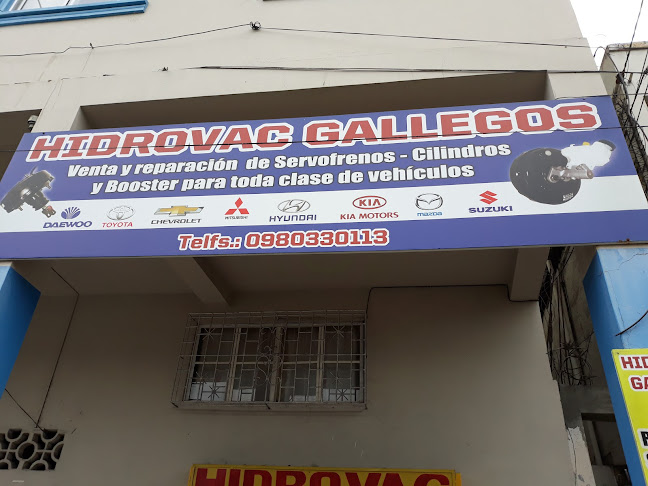 HIDROVAC GALLEGOS
Venta y reparación de Servofrenos - Cilindros
y Booster para toda clase de vehículos
DAEWOO TOYOTA CHEVROLET MITSUBISHI HYUNDAI KIA KIA MOTORS mazda SUZUKI
Telfs.: 0980330113
HIDROVAC